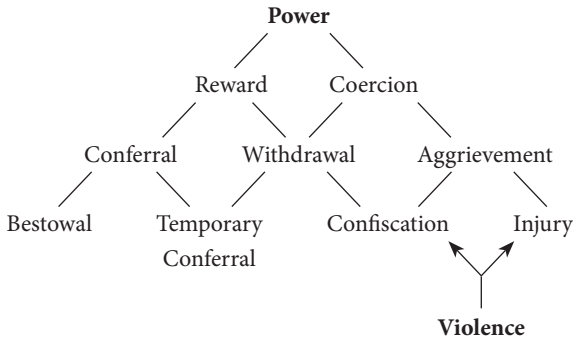 Power
Reward Coercion
Conferral Withdrawal Aggrievement
Bestowal Temporary Confiscation Injury
Conferral
Violence